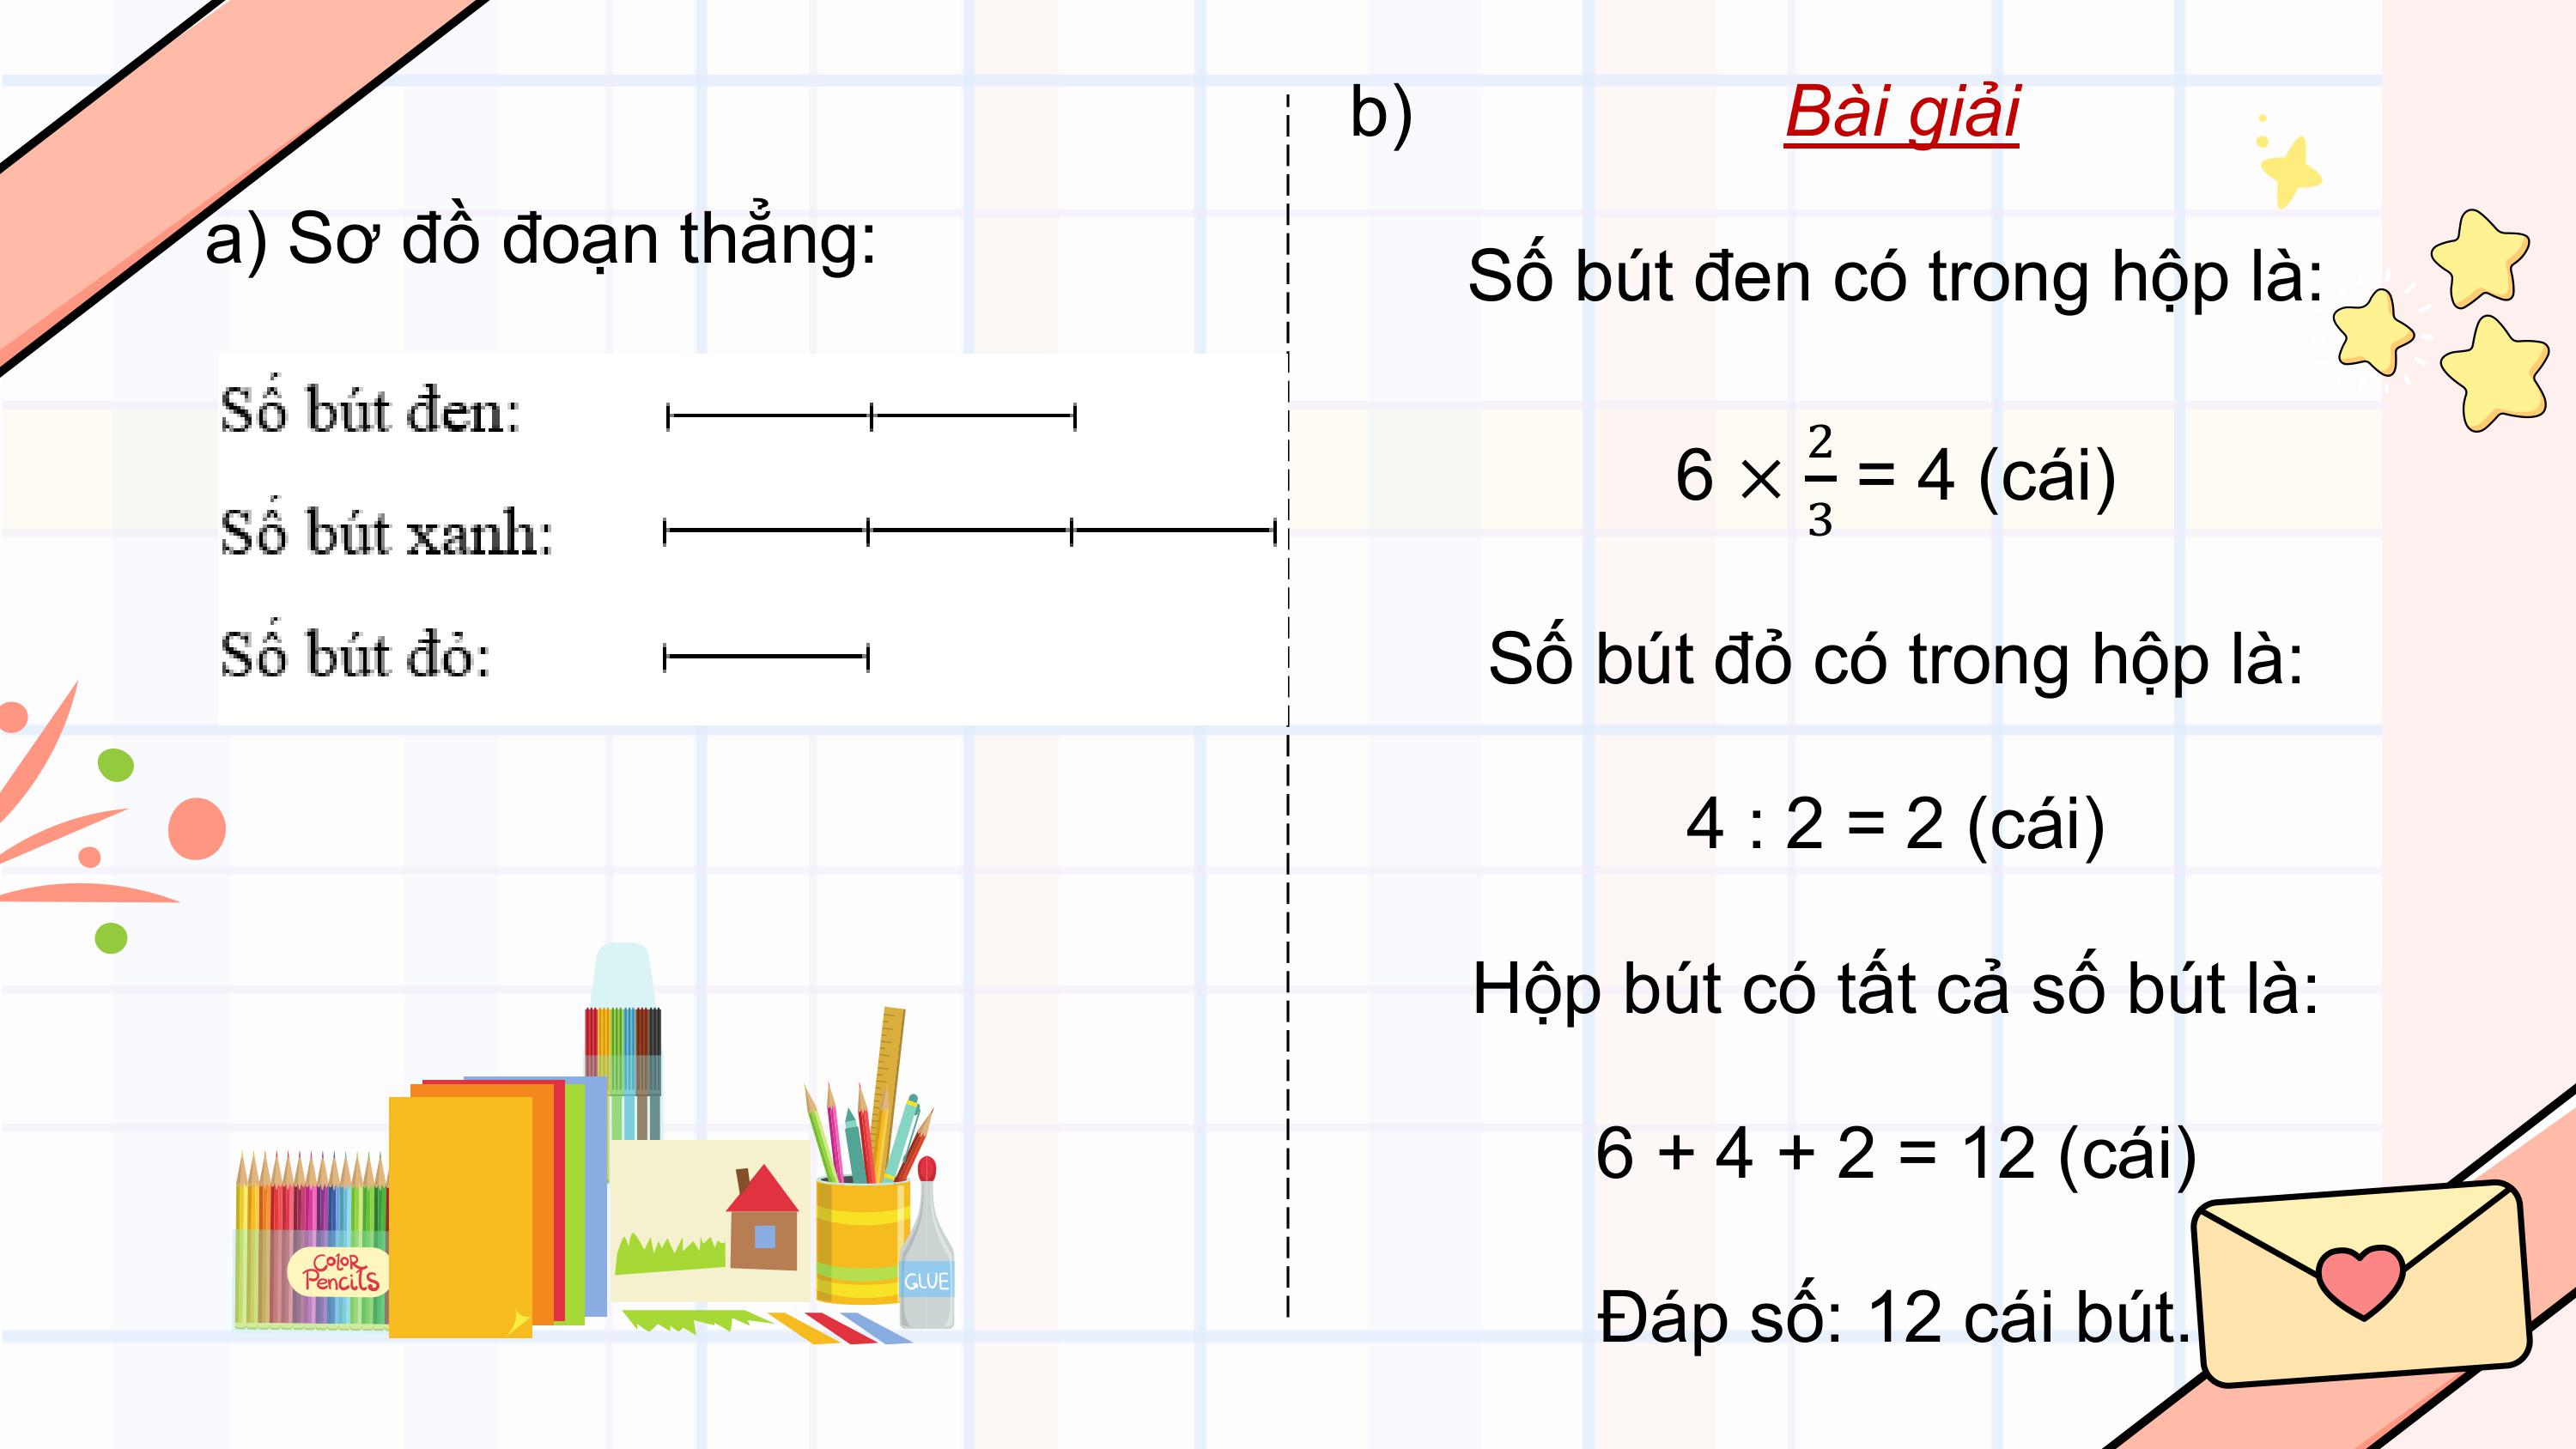 a) Sơ đồ đoạn thẳng:
Số bút đen:
Số bút xanh:
Số bút đỏ:
COLOR
Pencils
GLUE
b)
Bài giải
Số bút đen có trong hộp là:
6 × 2/3 = 4 (cái)
Số bút đỏ có trong hộp là:
4 : 2 = 2 (cái)
Hộp bút có tất cả số bút là:
6 + 4 + 2 = 12 (cái)
Đáp số: 12 cái bút.